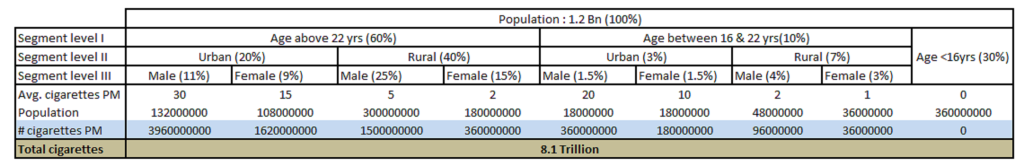 Population : 1.2 Bn (100%)
Segment level I Age above 22 yrs (60%) Age between 16 & 22 yrs(10%) Age <16yrs (30%)
Segment level II Urban (20%) Rural (40%) Urban (3%) Rural (7%)
Segment level III Male (11%) Female (9%) Male (25%) Female (15%) Male (1.5%) Female (1.5%) Male (4%) Female (3%)
Avg. cigarettes PM 30 15 5 2 20 10 2 1 0
Population 132000000 108000000 300000000 180000000 18000000 18000000 48000000 36000000 360000000
# cigarettes PM 3960000000 1620000000 1500000000 360000000 360000000 180000000 96000000 36000000 0
Total cigarettes 8.1 Trillion